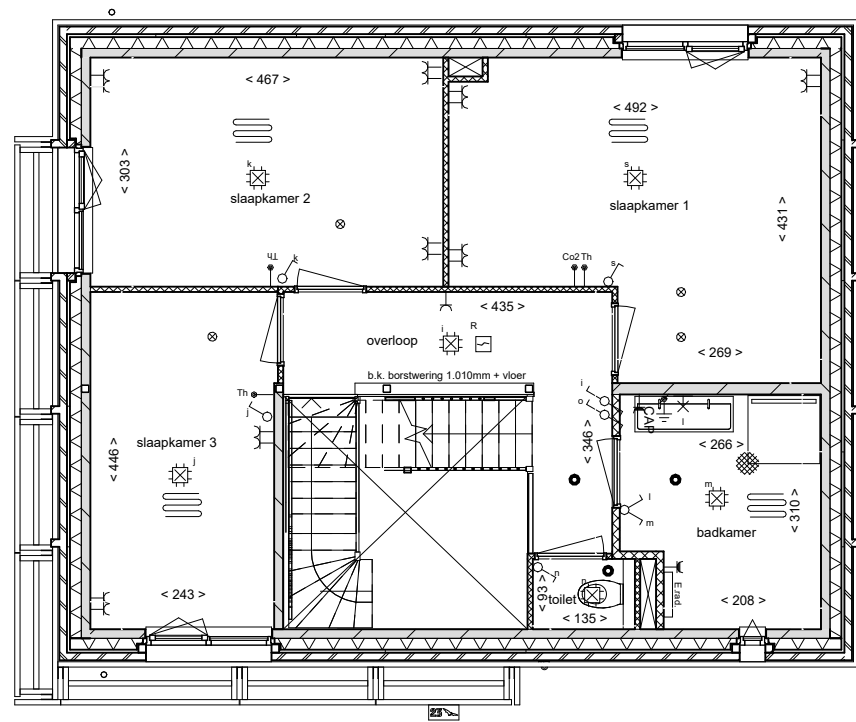 < 467 >
< 492 >
< 303 >
k
slaapkamer 2
s
slaapkamer 1
< 431 >
Th
k
Co2 Th
s
< 435 >
overloop
i
R
< 269 >
b.k. borstwering 1.010mm + vloer
Th
j
i
o
CAP
l
slaapkamer 3
j
< 446 >
< 346 >
< 266 >
m
l
m
badkamer
< 310 >
n
n
toilet
< 93 >
< 135 >
E.rad.
< 208 >
< 243 >